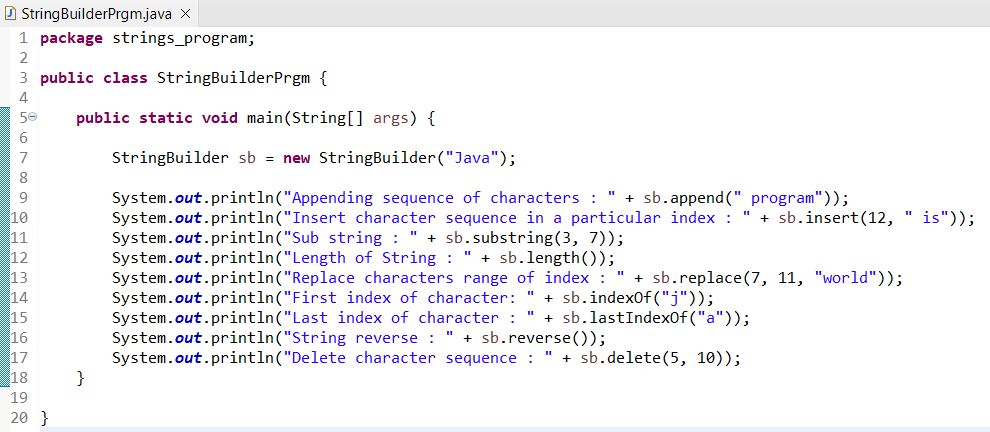 StringBuilderPrgm.java
1 package strings_program;
2
3 public class StringBuilderPrgm {
4
5 public static void main(String[] args) {
6
7 StringBuilder sb = new StringBuilder("Java");
8
9 System.out.println("Appending sequence of characters : " + sb.append(" program"));
10 System.out.println("Insert character sequence in a particular index : " + sb.insert(12, " is"));
11 System.out.println("Sub string : " + sb.substring(3, 7));
12 System.out.println("Length of String : " + sb.length());
13 System.out.println("Replace characters range of index : " + sb.replace(7, 11, "world"));
14 System.out.println("First index of character: " + sb.indexOf("j"));
15 System.out.println("Last index of character : " + sb.lastIndexOf("a"));
16 System.out.println("String reverse : " + sb.reverse());
17 System.out.println("Delete character sequence : " + sb.delete(5, 10));
18 }
19
20 }